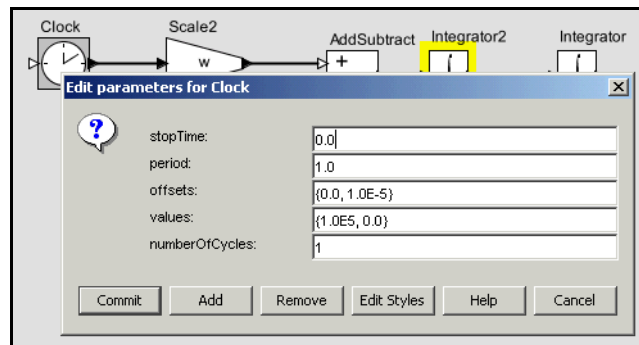 Clock Scale2 AddSubtract Integrator2 Integrator
w +
Edit parameters for Clock
stopTime: 0.0
period: 1.0
offsets: {0.0, 1.0E-5}
values: {1.0E5, 0.0}
numberOfCycles: 1
Commit Add Remove Edit Styles Help Cancel